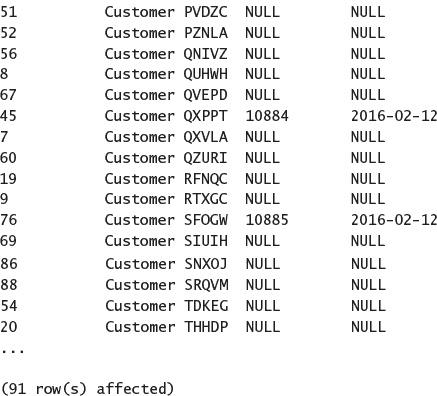 51 Customer PVDZC NULL NULL
52 Customer PZNLA NULL NULL
56 Customer QNIVZ NULL NULL
8 Customer QUHWH NULL NULL
67 Customer QVEPD NULL NULL
45 Customer QXPPT 10884 2016-02-12
7 Customer QXVLA NULL NULL
60 Customer QZURI NULL NULL
19 Customer RFNQC NULL NULL
9 Customer RTXGC NULL NULL
76 Customer SFOGW 10885 2016-02-12
69 Customer SIUIH NULL NULL
86 Customer SNXOJ NULL NULL
88 Customer SRQVM NULL NULL
54 Customer TDKEG NULL NULL
20 Customer THHDP NULL NULL
...
(91 row(s) affected)